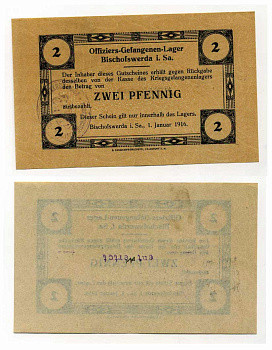 2 2
Offiziers-Gefangenen-Lager
Bischofswerda i. Sa.
Der Inhaber dieses Gutscheines erhält gegen Rückgabe
desselben von der Kasse des Kriegsgefangenenlagers
den Betrag von
ZWEI PFENNIG
ausbezahlt.
Dieser Schein gilt nur innerhalb des Lagers.
Bischofswerda i. Sa., 1. Januar 1916.
2 2